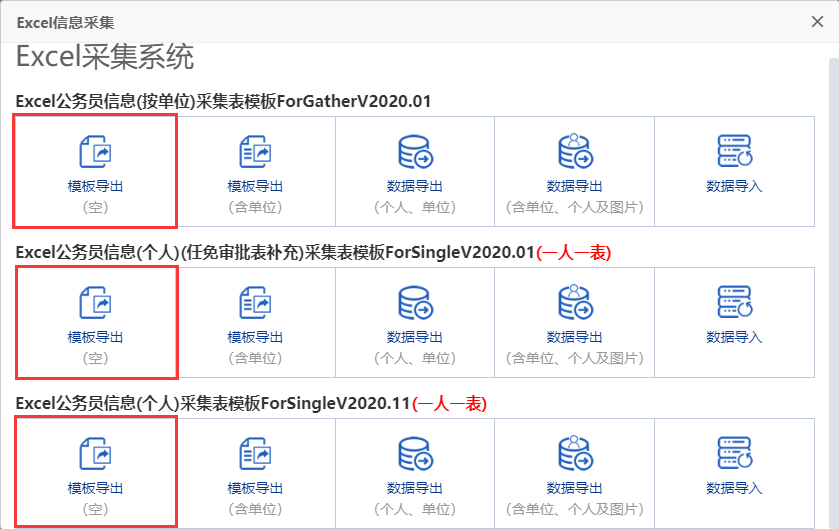 Excel信息采集
Excel采集系统
Excel公务员信息(按单位)采集表模板ForGatherV2020.01
模板导出 模板导出 数据导出 数据导出 数据导入
（空） （含单位） （个人、单位） （含单位、个人及图片）
Excel公务员信息(个人)(任免审批表补充)采集表模板ForSingleV2020.01(一人一表)
模板导出 模板导出 数据导出 数据导出 数据导入
（空） （含单位） （个人、单位） （含单位、个人及图片）
Excel公务员信息(个人)采集表模板ForSingleV2020.11(一人一表)
模板导出 模板导出 数据导出 数据导出 数据导入
（空） （含单位） （个人、单位） （含单位、个人及图片）